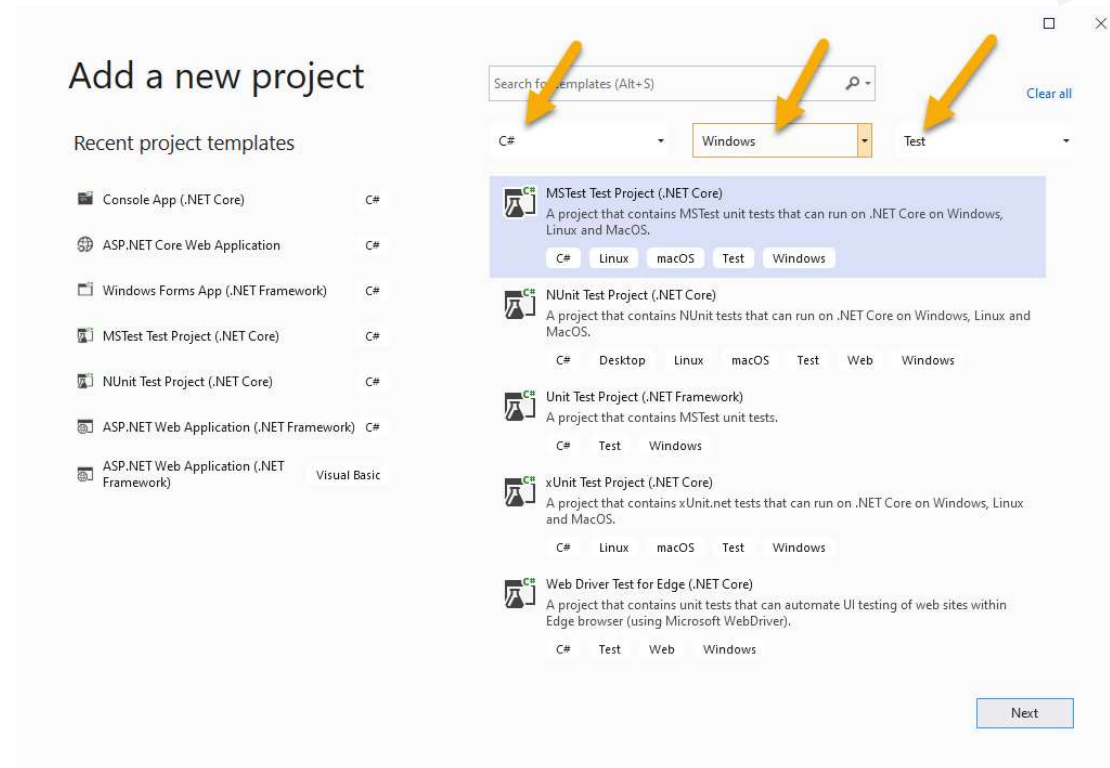 Add a new project
Recent project templates
Console App (.NET Core) C#
ASP.NET Core Web Application C#
Windows Forms App (.NET Framework) C#
MSTest Test Project (.NET Core) C#
NUnit Test Project (.NET Core) C#
ASP.NET Web Application (.NET Framework) C#
ASP.NET Web Application (.NET
Framework) Visual Basic
Search for templates (Alt+S)
Clear all
C# Windows Test
MSTest Test Project (.NET Core)
A project that contains MSTest unit tests that can run on .NET Core on Windows,
Linux and MacOS.
C# Linux macOS Test Windows
NUnit Test Project (.NET Core)
A project that contains NUnit tests that can run on .NET Core on Windows, Linux and
MacOS.
C# Desktop Linux macOS Test Web Windows
Unit Test Project (.NET Framework)
A project that contains MSTest unit tests.
C# Test Windows
xUnit Test Project (.NET Core)
A project that contains xUnit.net tests that can run on .NET Core on Windows, Linux
and MacOS.
C# Linux macOS Test Windows
Web Driver Test for Edge (.NET Core)
A project that contains unit tests that can automate UI testing of web sites within
Edge browser (using Microsoft WebDriver).
C# Test Web Windows
Next